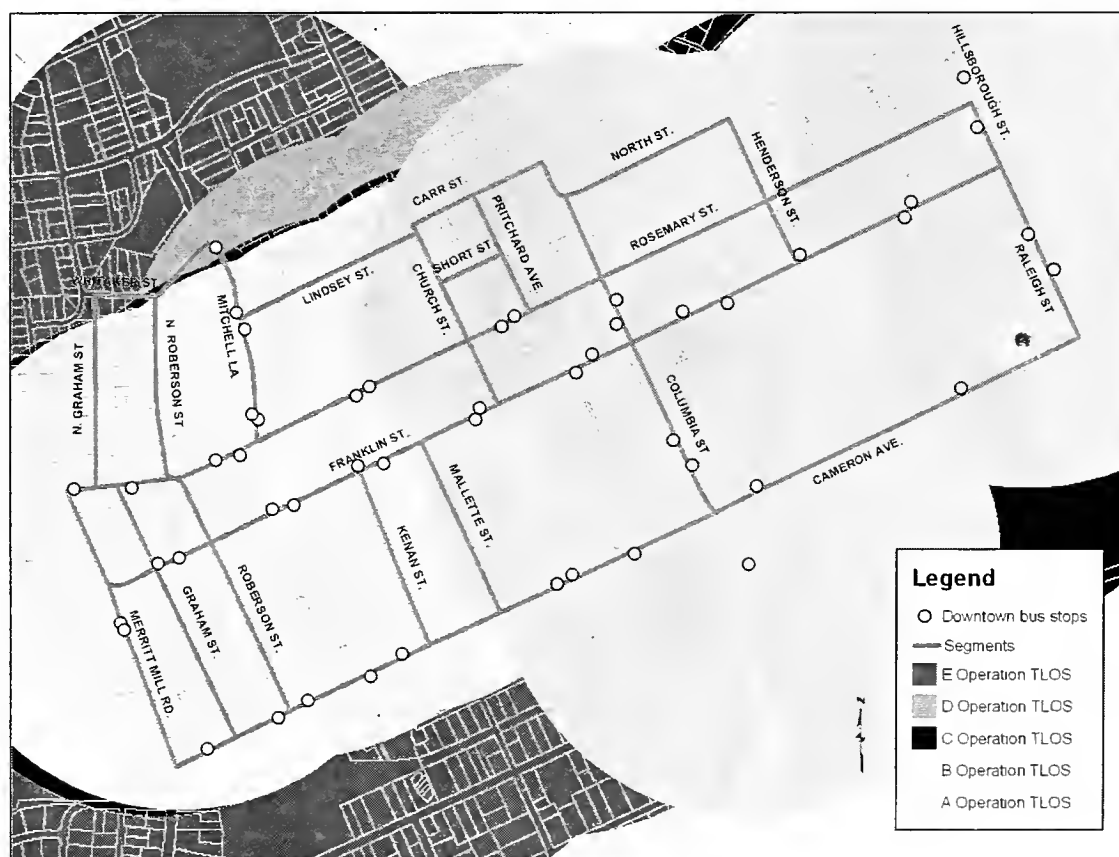 HILLSBOROUGH ST.
NORTH ST.
HENDERSON ST
CARR ST.
PRITCHARD AVE.
ROSEMARY ST.
SHORT ST.
CHURCH ST.
LINDSEY ST.
RALEIGH ST
MITCHELL LA
N. GRAHAM ST
N. ROBERSON ST
COLUMBIA ST
FRANKLIN ST.
CAMERON AVE.
MALLETTE ST.
KENAN ST.
ROBERSON ST.
GRAHAM ST.
MERRITT MILL RD.
Legend
Downtown bus stops
Segments
E Operation TLOS
D Operation TLOS
C Operation TLOS
B Operation TLOS
A Operation TLOS